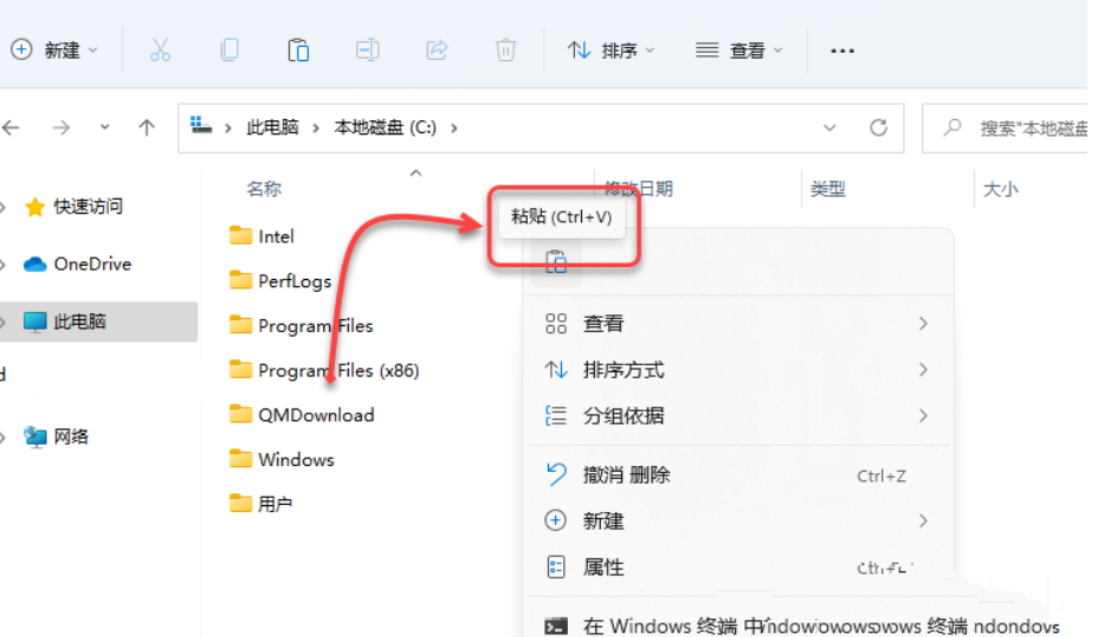 新建
排序
查看
此电脑
本地磁盘 (C:)
搜索"本地磁盘
名称
修改日期
类型
大小
快速访问
OneDrive
此电脑
网络
Intel
PerfLogs
Program Files
Program Files (x86)
QMDownload
Windows
用户
粘贴 (Ctrl+V)
查看
排序方式
分组依据
撤消 删除 Ctrl+Z
新建
属性
在 Windows 终端 中
终端